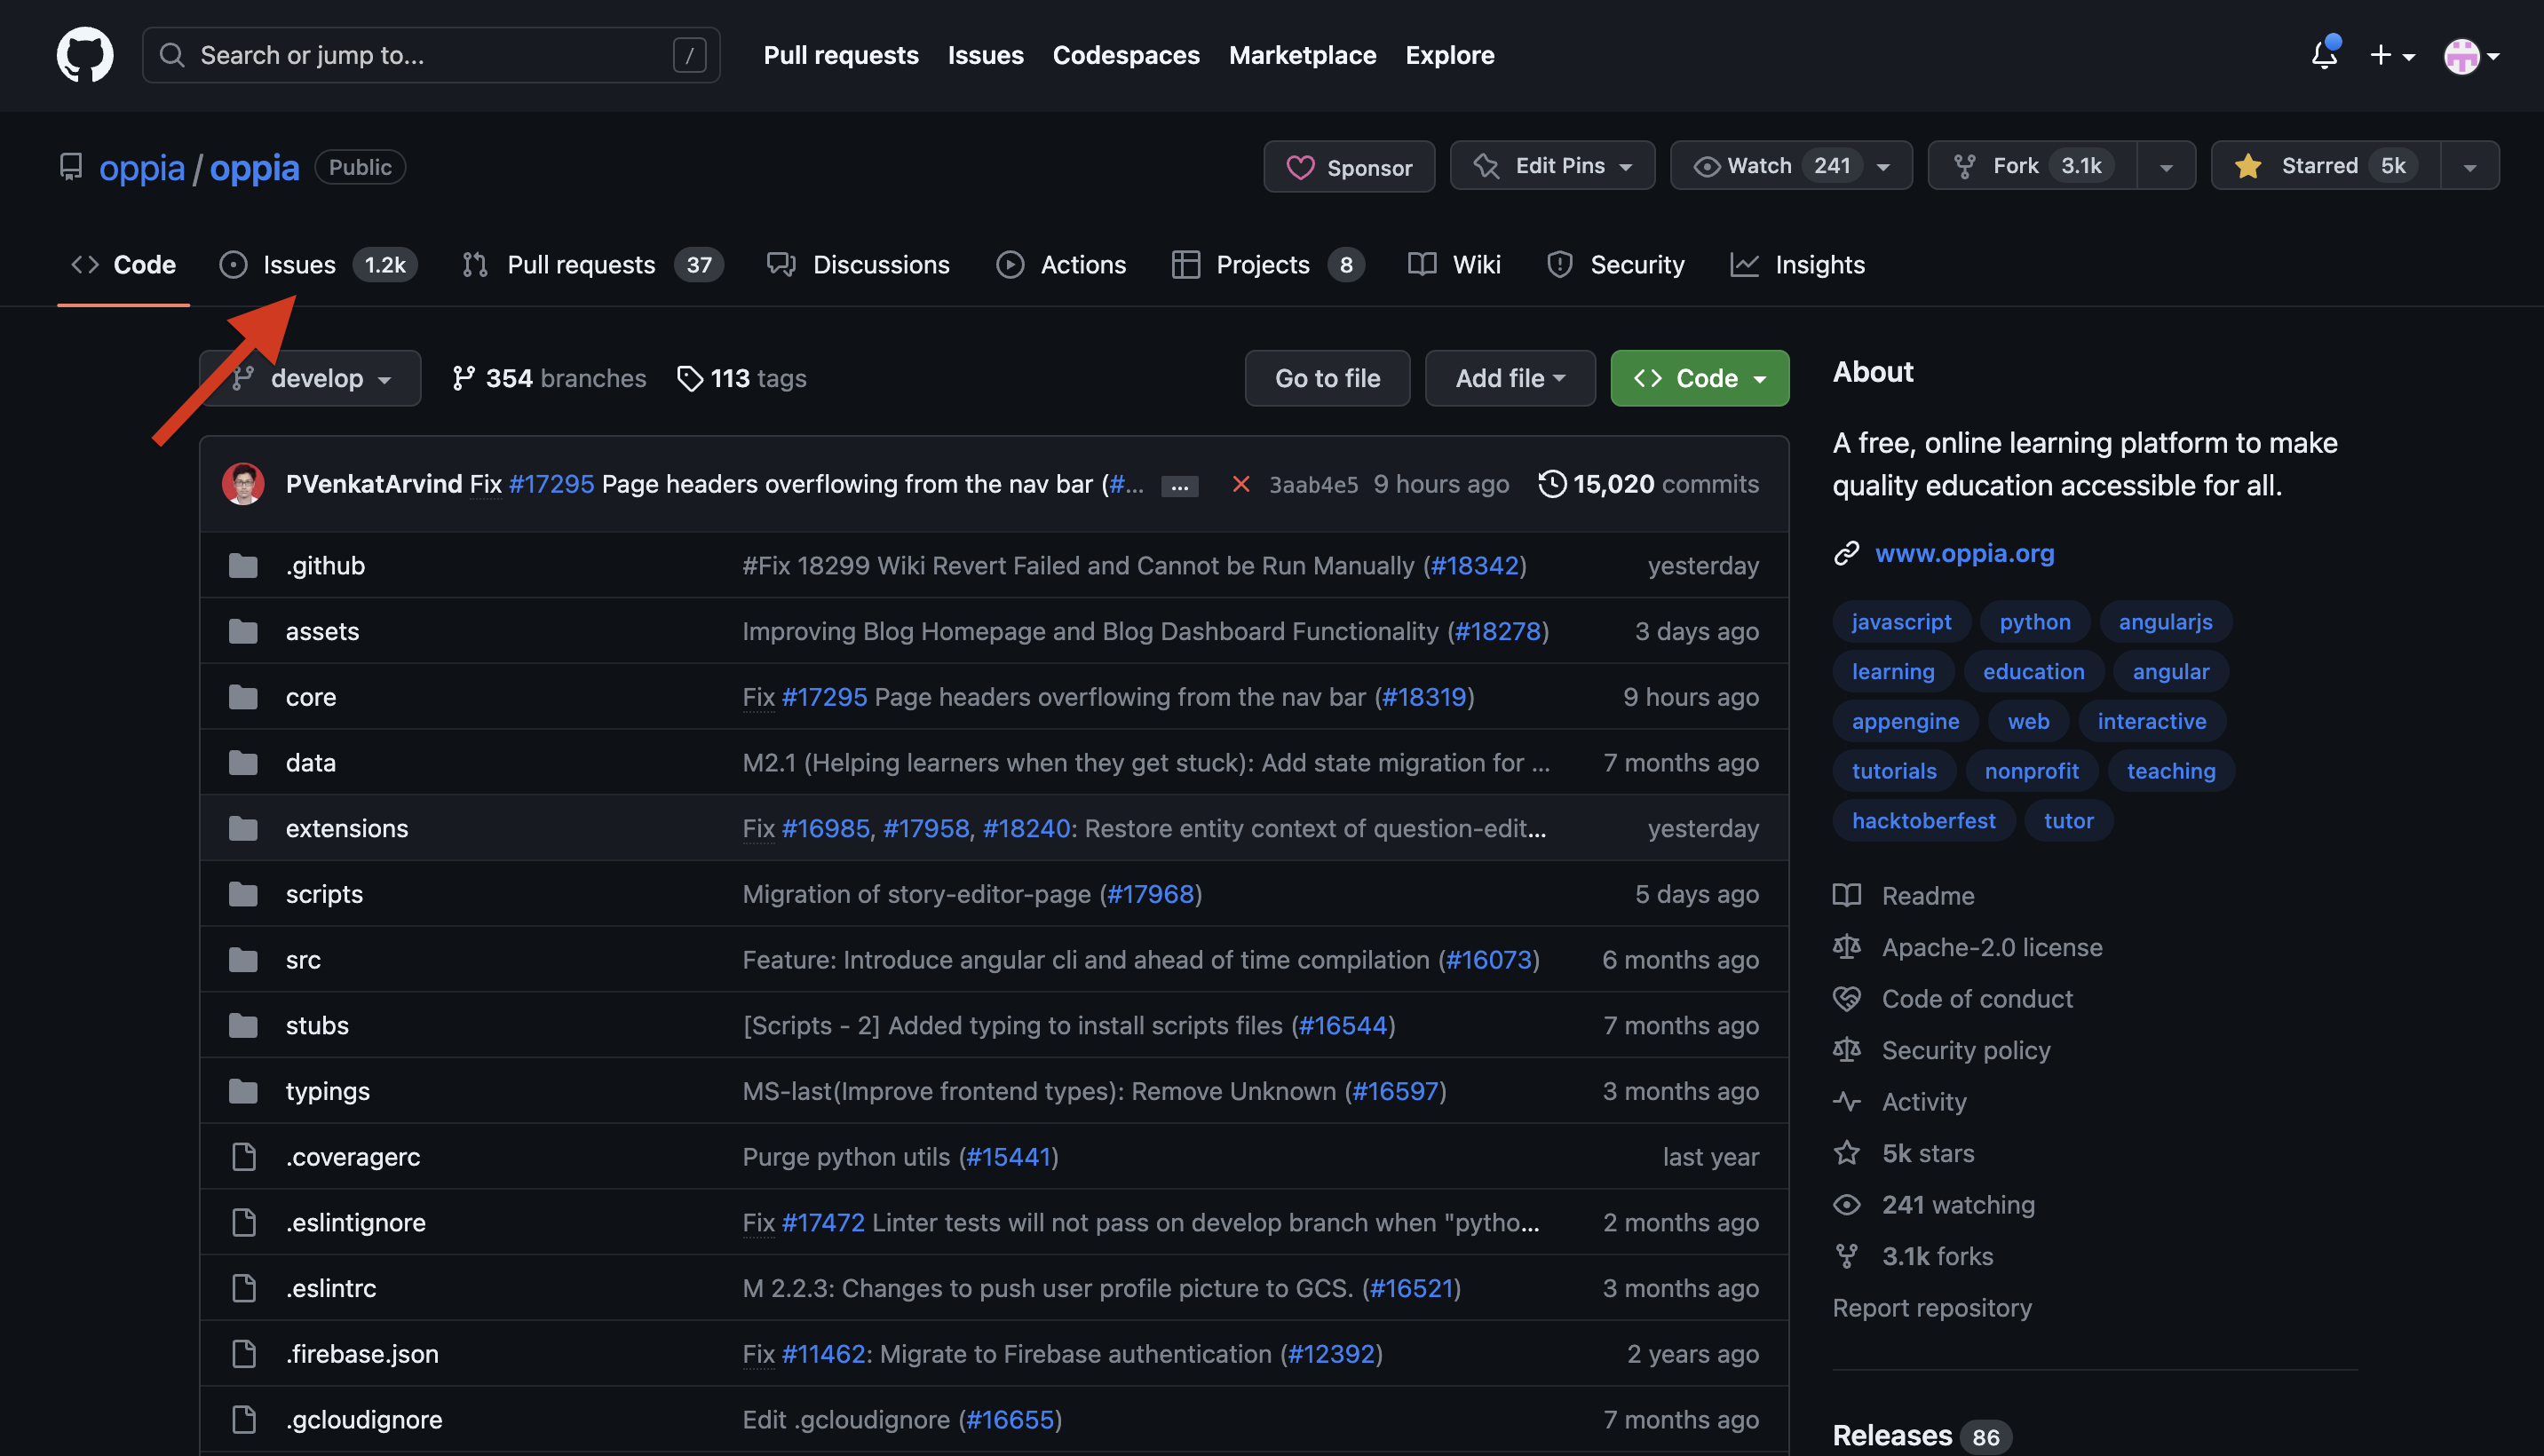 Search or jump to... /
Pull requests Issues Codespaces Marketplace Explore
oppia / oppia Public
Sponsor Edit Pins Watch 241 Fork 3.1k Starred 5k
Code Issues 1.2k Pull requests 37 Discussions Actions Projects 8 Wiki Security Insights
develop 354 branches 113 tags Go to file Add file Code
PVenkatArvind Fix #17295 Page headers overflowing from the nav bar (#... ... 3aab4e5 9 hours ago 15,020 commits
.github #Fix 18299 Wiki Revert Failed and Cannot be Run Manually (#18342) yesterday
assets Improving Blog Homepage and Blog Dashboard Functionality (#18278) 3 days ago
core Fix #17295 Page headers overflowing from the nav bar (#18319) 9 hours ago
data M2.1 (Helping learners when they get stuck): Add state migration for ... 7 months ago
extensions Fix #16985, #17958, #18240: Restore entity context of question-edit... yesterday
scripts Migration of story-editor-page (#17968) 5 days ago
src Feature: Introduce angular cli and ahead of time compilation (#16073) 6 months ago
stubs [Scripts - 2] Added typing to install scripts files (#16544) 7 months ago
typings MS-last(Improve frontend types): Remove Unknown (#16597) 3 months ago
.coveragerc Purge python utils (#15441) last year
.eslintignore Fix #17472 Linter tests will not pass on develop branch when "pytho... 2 months ago
.eslintrc M 2.2.3: Changes to push user profile picture to GCS. (#16521) 3 months ago
.firebase.json Fix #11462: Migrate to Firebase authentication (#12392) 2 years ago
.gcloudignore Edit .gcloudignore (#16655) 7 months ago
About
A free, online learning platform to make
quality education accessible for all.
www.oppia.org
javascript python angularjs
learning education angular
appengine web interactive
tutorials nonprofit teaching
hacktoberfest tutor
Readme
Apache-2.0 license
Code of conduct
Security policy
Activity
5k stars
241 watching
3.1k forks
Report repository
Releases 86